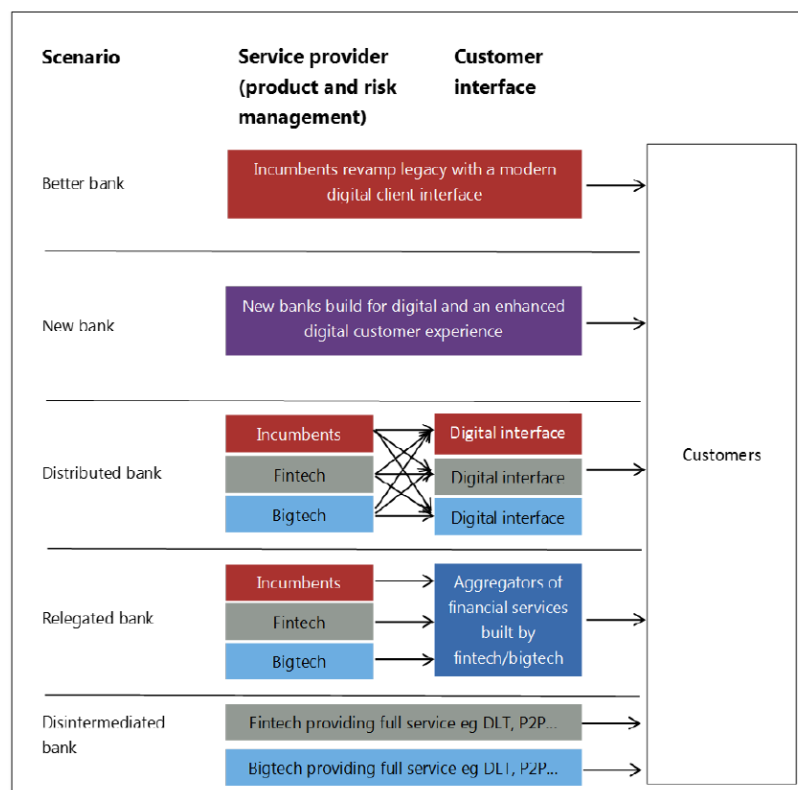 Scenario
Service provider
(product and risk
management)
Customer
interface
Better bank
Incumbents revamp legacy with a modern
digital client interface
New bank
New banks build for digital and an enhanced
digital customer experience
Distributed bank
Incumbents
Fintech
Bigtech
Digital interface
Digital interface
Digital interface
Customers
Relegated bank
Incumbents
Fintech
Bigtech
Aggregators of
financial services
built by
fintech/bigtech
Disintermediated
bank
Fintech providing full service eg DLT, P2P...
Bigtech providing full service eg DLT, P2P...